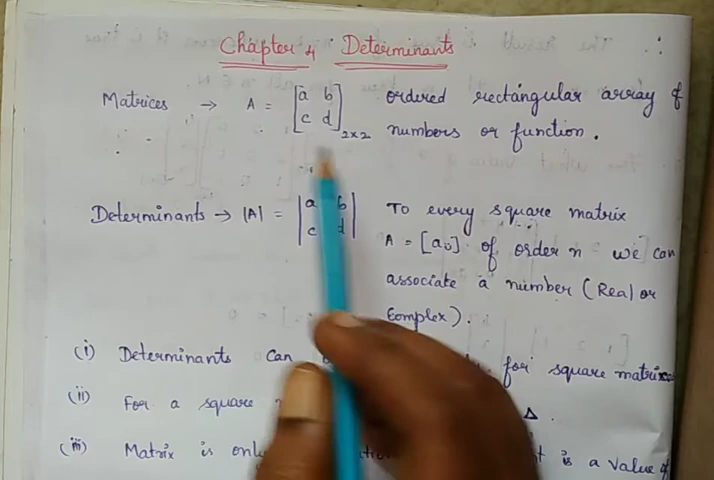 Chapter 4 Determinants
Matrices → A = [a b ordered rectangular array of
c d]2×2 numbers or function.
Determinants → |A| = |a b| To every square matrix
|c d| A = [aij] of order n we can
associate a number (Real or
Complex).
(i) Determinants Can for square matrix
(ii) For a square Δ.
(iii) Matrix is only is a value of